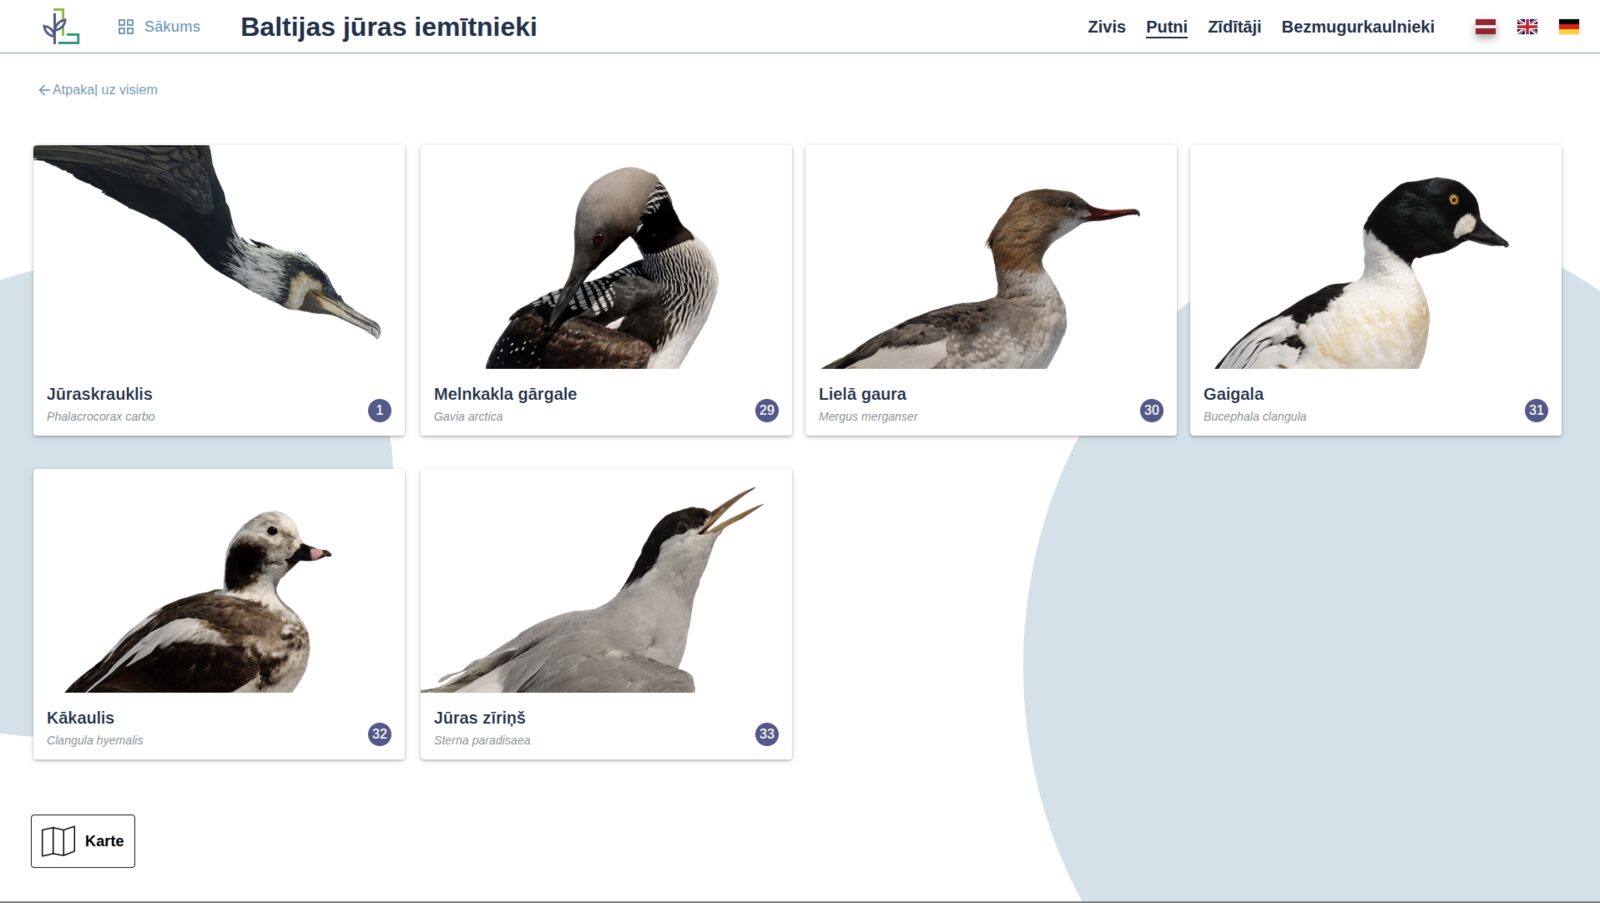 Sākums
Baltijas jūras iemītnieki
Zivis
Putni
Zīdītāji
Bezmugurkaulnieki
Atpakaļ uz visiem
Jūraskrauklis
Phalacrocorax carbo
1
Melnkakla gārgale
Gavia arctica
29
Lielā gaura
Mergus merganser
30
Gaigala
Bucephala clangula
31
Kākaulis
Clangula hyemalis
32
Jūras zīriņš
Sterna paradisaea
33
Karte